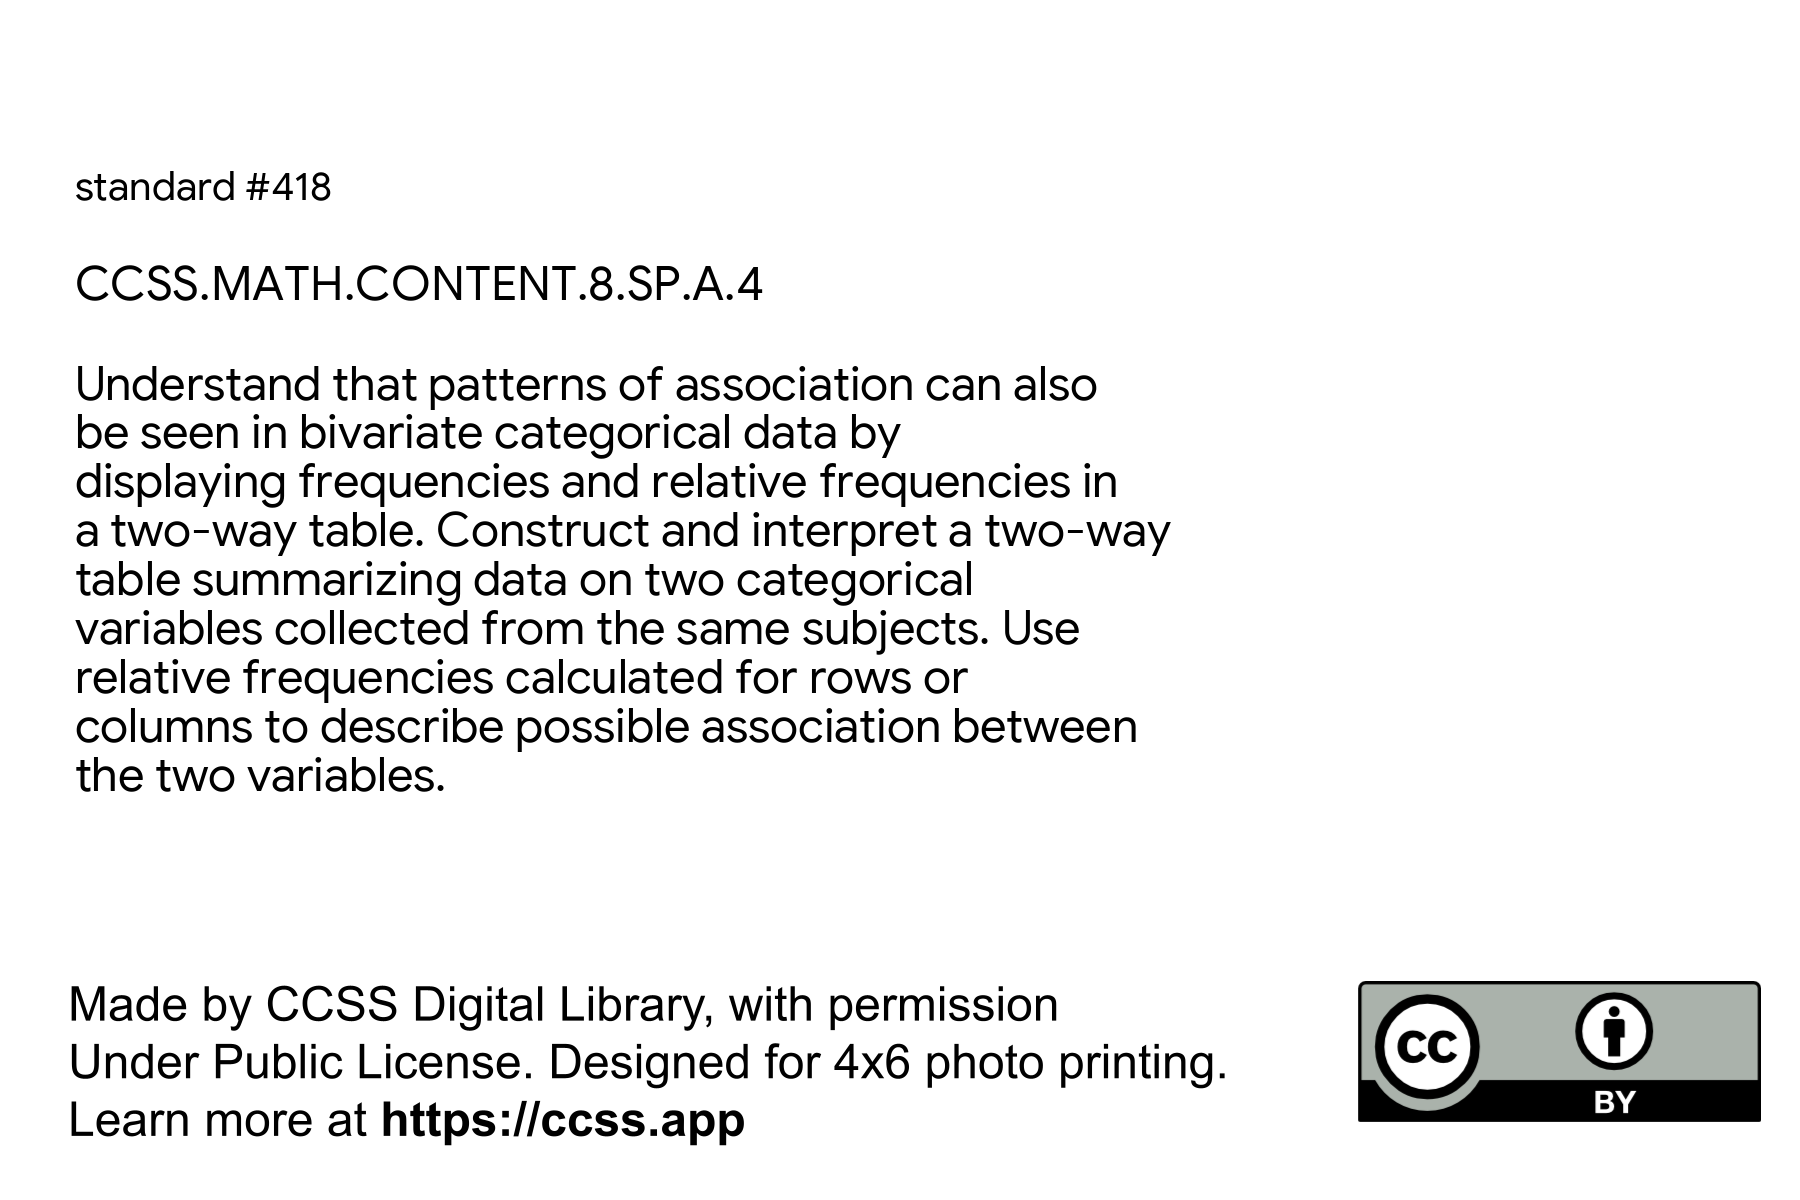 standard #418
CCSS.MATH.CONTENT.8.SP.A.4
Understand that patterns of association can also
be seen in bivariate categorical data by
displaying frequencies and relative frequencies in
a two-way table. Construct and interpret a two-way
table summarizing data on two categorical
variables collected from the same subjects. Use
relative frequencies calculated for rows or
columns to describe possible association between
the two variables.
Made by CCSS Digital Library, with permission
Under Public License. Designed for 4x6 photo printing.
Learn more at https://ccss.app
CC
BY